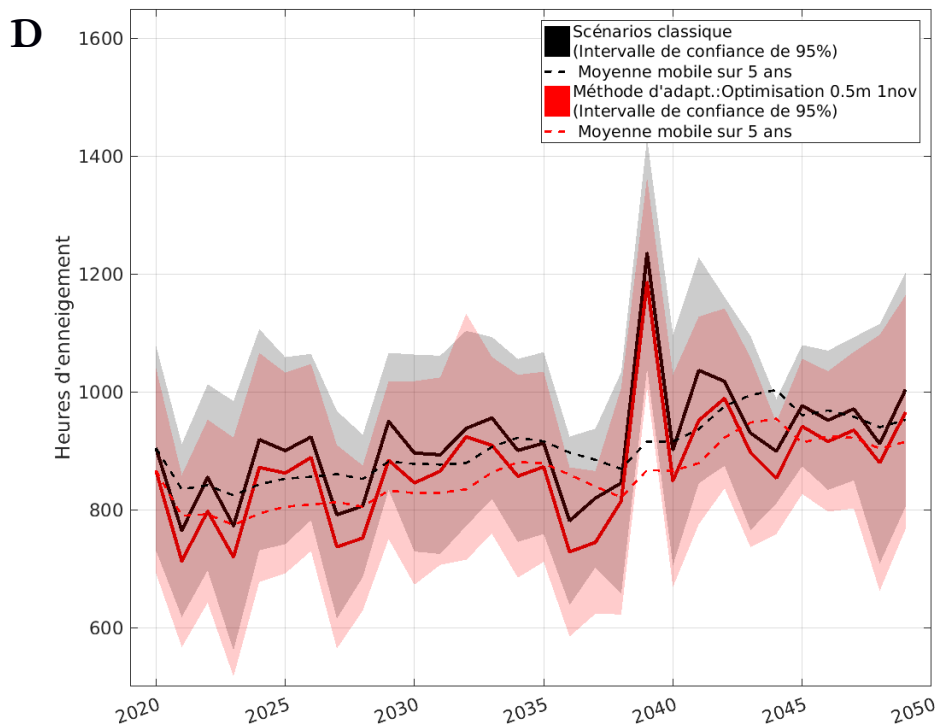 D
Scénarios classique
(Intervalle de confiance de 95%)
Moyenne mobile sur 5 ans
Méthode d'adapt.:Optimisation 0.5m 1nov
(Intervalle de confiance de 95%)
Moyenne mobile sur 5 ans
Heures d'enneigement
1600
1400
1200
1000
800
600
2020
2025
2030
2035
2040
2045
2050